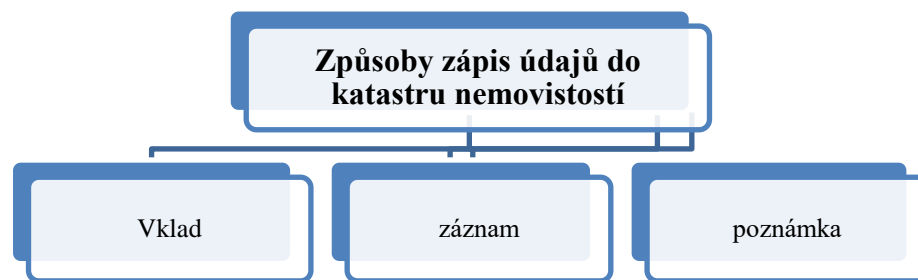 Způsoby zápis údajů do
katastru nemovistostí
Vklad
záznam
poznámka